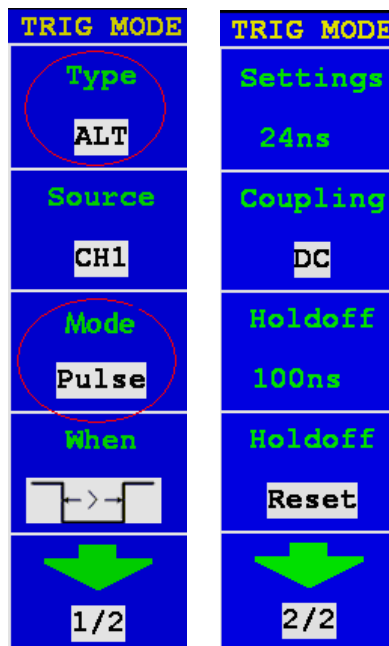 TRIG MODE
Type
ALT
Source
CH1
Mode
Pulse
When
>
1/2
TRIG MODE
Settings
24ns
Coupling
DC
Holdoff
100ns
Holdoff
Reset
2/2